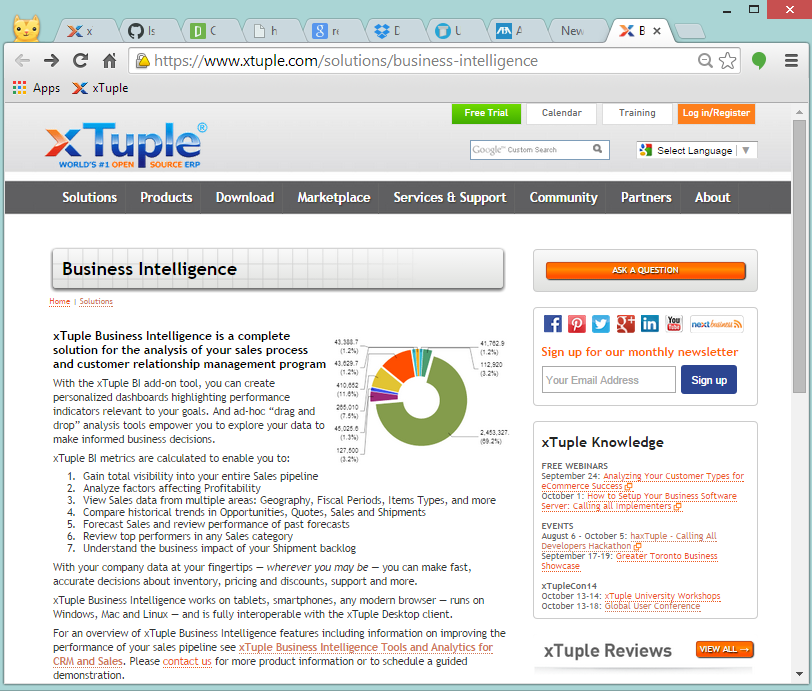 x
Is
C
h
re
D
U
A
New
B
https://www.xtuple.com/solutions/business-intelligence
Apps
xTuple
Free Trial
Calendar
Training
Log in/Register
xTuple®
WORLD'S #1 OPEN SOURCE ERP
Google™ Custom Search
Select Language ▼
Solutions
Products
Download
Marketplace
Services & Support
Community
Partners
About
Business Intelligence
Home | Solutions
xTuple Business Intelligence is a complete
solution for the analysis of your sales process
and customer relationship management program
With the xTuple BI add-on tool, you can create
personalized dashboards highlighting performance
indicators relevant to your goals. And ad-hoc “drag and
drop” analysis tools empower you to explore your data to
make informed business decisions.
43,388.7
(1.2%)
43,629.7
(1.2%)
410,652
(11.6%)
265,010
(7.5%)
45,025.6
(1.3%)
127,500
(3.2%)
41,762.9
(1.2%)
112,920
(3.2%)
2,453,327.
(69.2%)
xTuple BI metrics are calculated to enable you to:
1. Gain total visibility into your entire Sales pipeline
2. Analyze factors affecting Profitability
3. View Sales data from multiple areas: Geography, Fiscal Periods, Items Types, and more
4. Compare historical trends in Opportunities, Quotes, Sales and Shipments
5. Forecast Sales and review performance of past forecasts
6. Review top performers in any Sales category
7. Understand the business impact of your Shipment backlog
With your company data at your fingertips — wherever you may be — you can make fast,
accurate decisions about inventory, pricing and discounts, support and more.
xTuple Business Intelligence works on tablets, smartphones, any modern browser — runs on
Windows, Mac and Linux — and is fully interoperable with the xTuple Desktop client.
For an overview of xTuple Business Intelligence features including information on improving the
performance of your sales pipeline see xTuple Business Intelligence Tools and Analytics for
CRM and Sales. Please contact us for more product information or to schedule a guided
demonstration.
ASK A QUESTION
You Tube
nextbusiness
Sign up for our monthly newsletter
Your Email Address
Sign up
xTuple Knowledge
FREE WEBINARS
September 24: Analyzing Your Customer Types for
eCommerce Success
October 1: How to Setup Your Business Software
Server: Calling all Implementers
EVENTS
August 6 - October 5: haxTuple - Calling All
Developers Hackathon
September 17-19: Greater Toronto Business
Showcase
xTupleCon14
October 13-14: xTuple University Workshops
October 13-18: Global User Conference
xTuple Reviews
VIEW ALL →